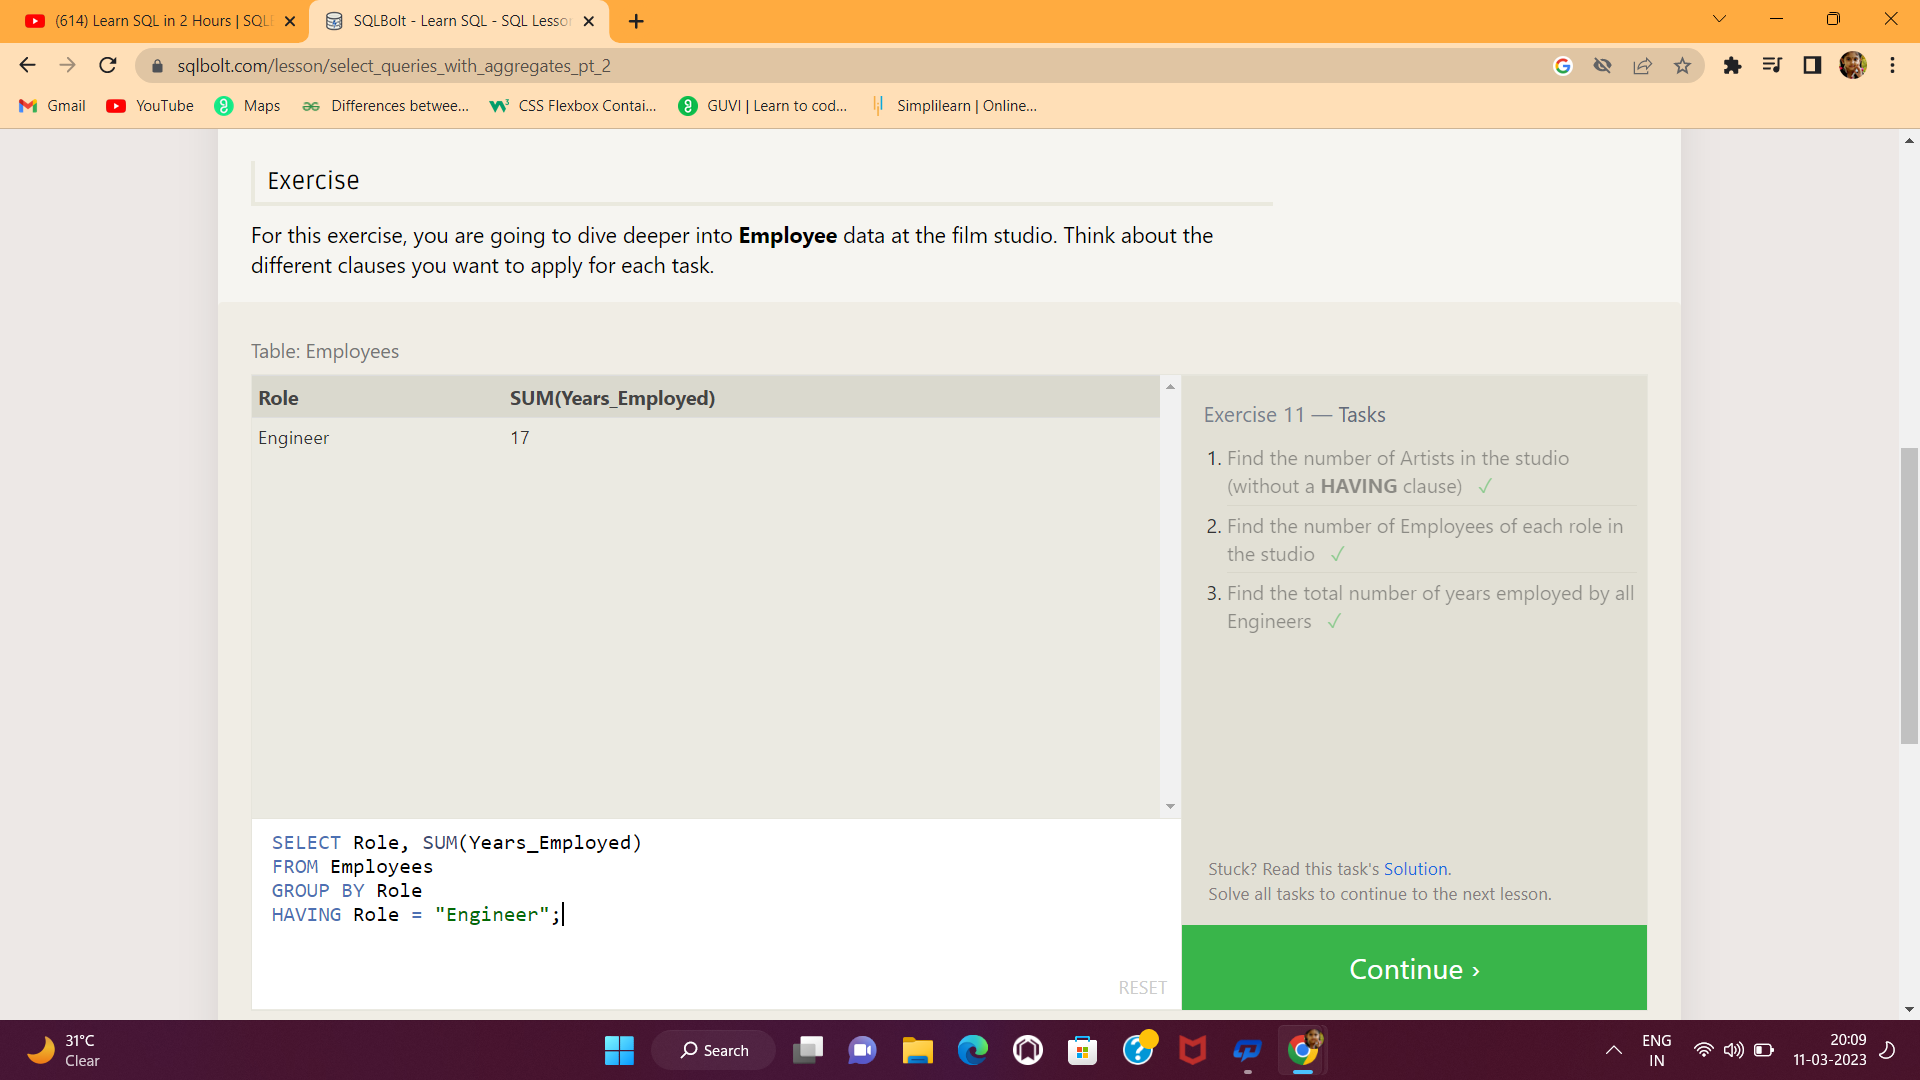 (614) Learn SQL in 2 Hours | SQL
SQLBolt - Learn SQL - SQL Lesso
sqlbolt.com/lesson/select_queries_with_aggregates_pt_2
Gmail
YouTube
Maps
Differences betwee...
CSS Flexbox Contai...
GUVI | Learn to cod...
Simplilearn | Online...
Exercise
For this exercise, you are going to dive deeper into Employee data at the film studio. Think about the
different clauses you want to apply for each task.
Table: Employees
Role SUM(Years_Employed)
Engineer 17
Exercise 11 — Tasks
1. Find the number of Artists in the studio
(without a HAVING clause) ✓
2. Find the number of Employees of each role in
the studio ✓
3. Find the total number of years employed by all
Engineers ✓
SELECT Role, SUM(Years_Employed)
FROM Employees
GROUP BY Role
HAVING Role = "Engineer";
RESET
Stuck? Read this task's Solution.
Solve all tasks to continue to the next lesson.
Continue ›
31°C
Clear
Search
ENG
IN
20:09
11-03-2023